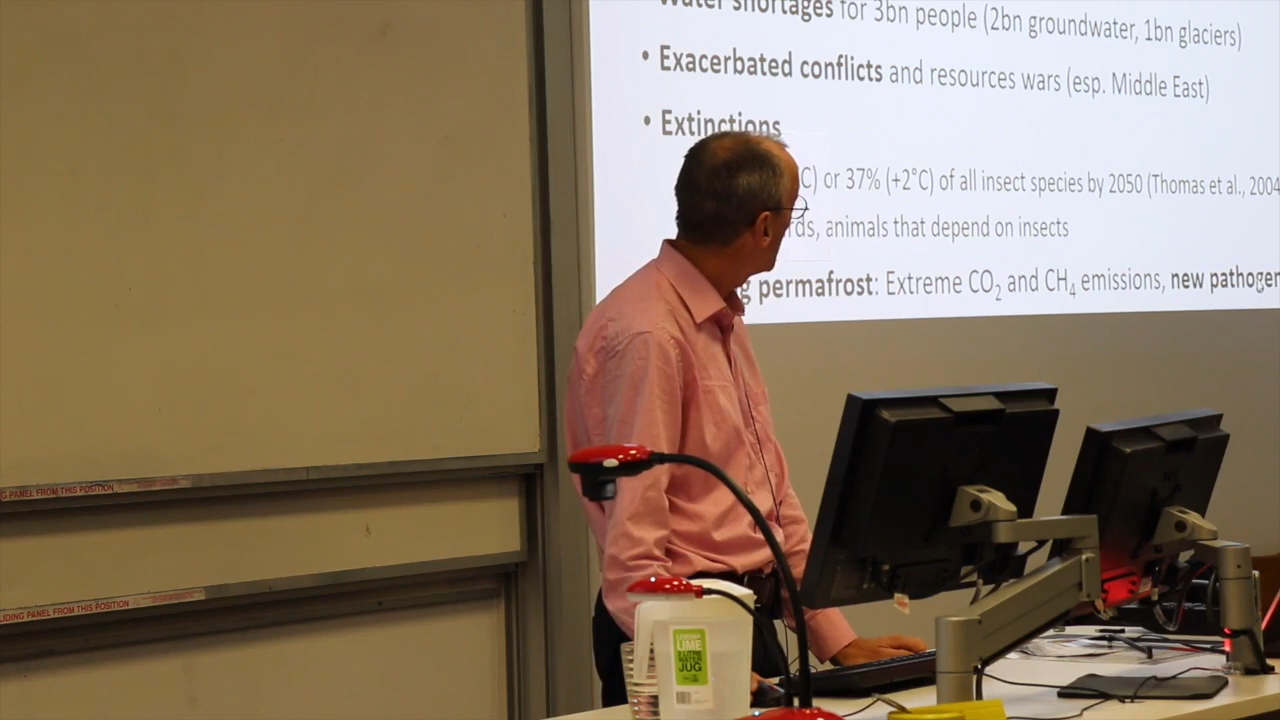 Water shortages for 3bn people (2bn groundwater, 1bn glaciers)
• Exacerbated conflicts and resources wars (esp. Middle East)
• Extinctions
C) or 37% (+2°C) of all insect species by 2050 (Thomas et al., 2004
rds, animals that depend on insects
g permafrost: Extreme CO2 and CH4 emissions, new pathogen
G PANEL FROM THIS POSITION
LIDING PANEL FROM THIS POSITION
LIME
WATER
JUG